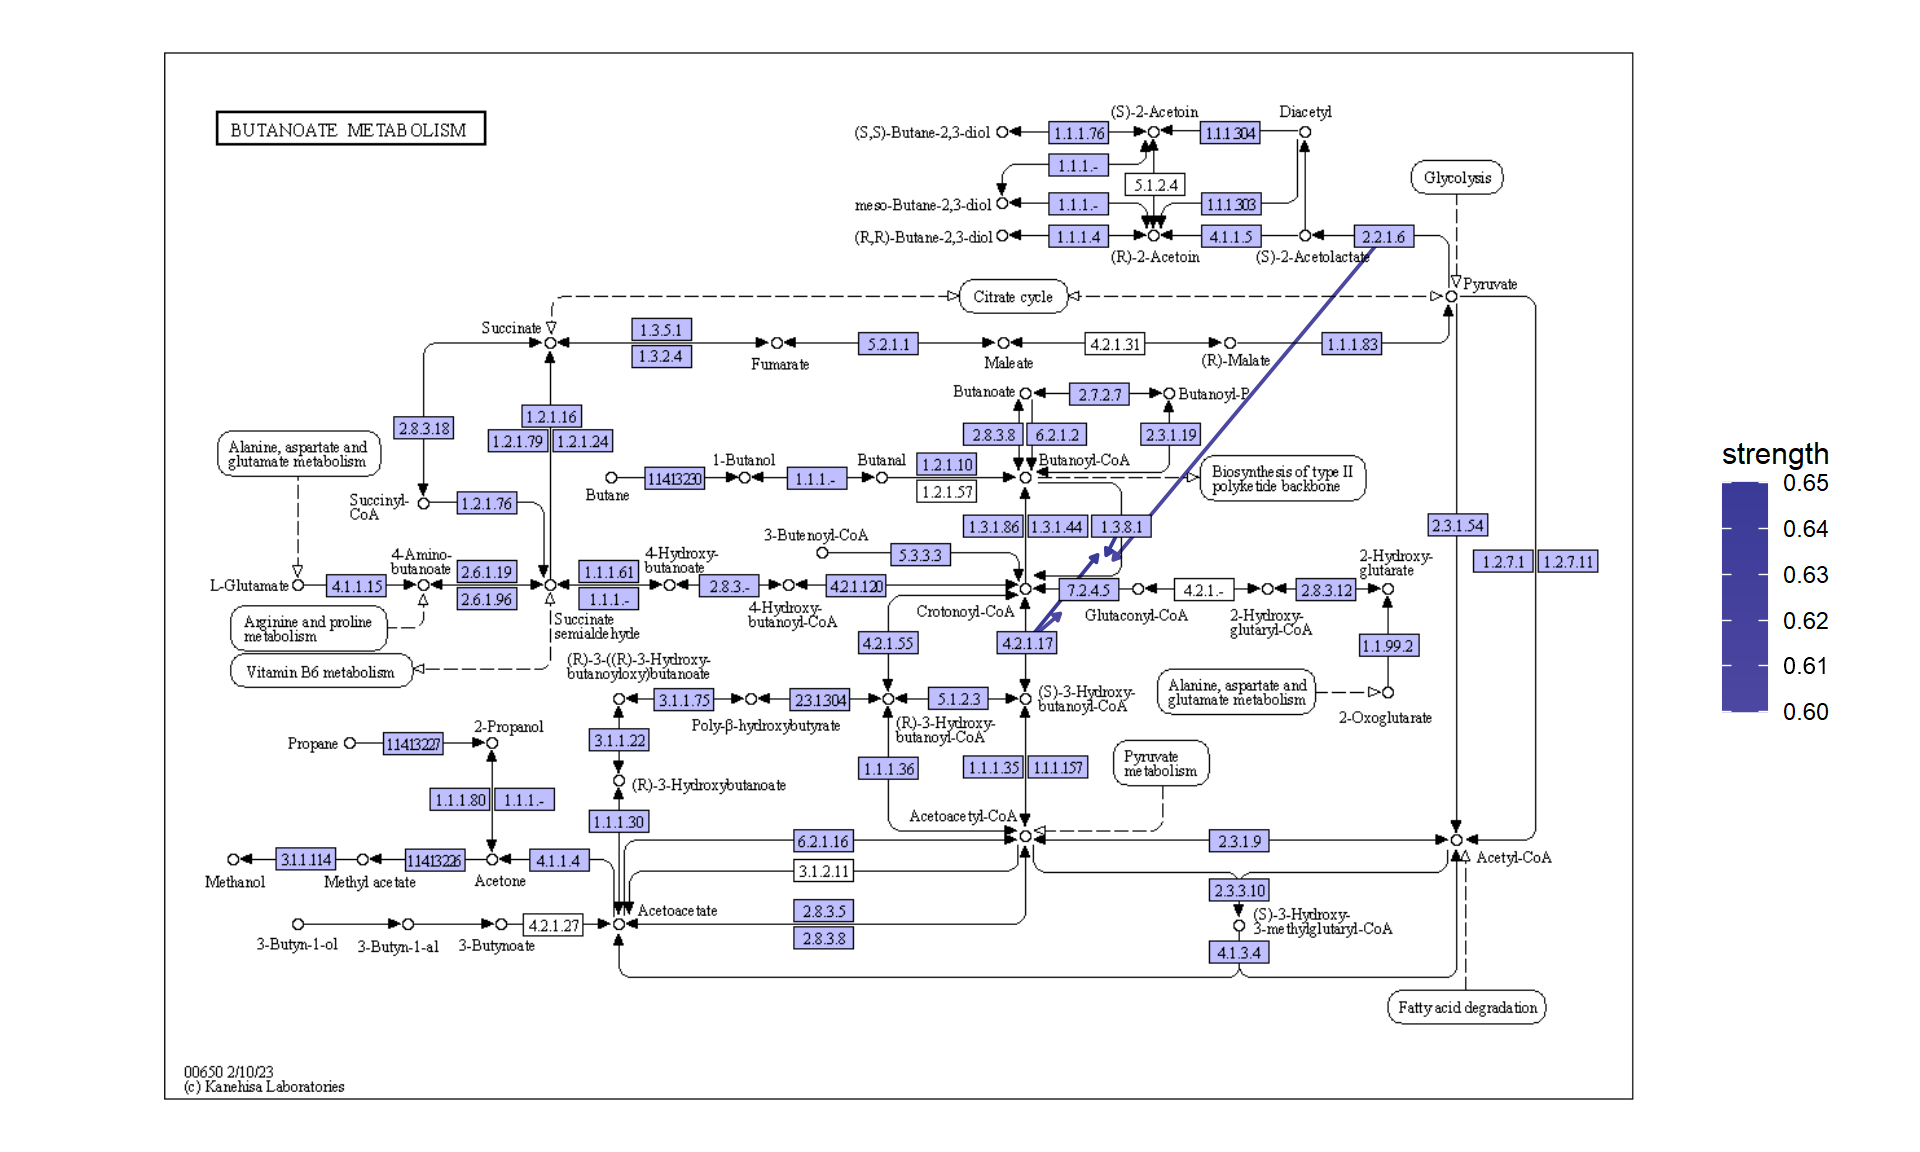 BUTANOATE METABOLISM
(S)-2-Acetoin
Diacetyl
(S,S)-Butane-2,3-diol
1.1.1.76
1.1.1.304
1.1.1.-
5.1.2.4
Glycolysis
meso-Butane-2,3-diol
1.1.1.-
1.1.1.303
(R,R)-Butane-2,3-diol
1.1.1.4
4.1.1.5
2.2.1.6
(R)-2-Acetoin
(S)-2-Acetolactate
Pyruvate
Citrate cycle
Succinate
1.3.5.1
1.3.2.4
Fumarate
5.2.1.1
Maleate
4.2.1.31
(R)-Malate
1.1.1.83
Butanoate
2.7.2.7
Butanoyl-P
2.8.3.18
1.2.1.16
1.2.1.79
1.2.1.24
2.8.3.8
6.2.1.2
2.3.1.19
Alanine, aspartate and
glutamate metabolism
Butane
11413230
1-Butanol
1.1.1.-
Butanal
1.2.1.10
1.2.1.57
Butanoyl-CoA
Biosynthesis of type II
polyketide backbone
Succinyl-
CoA
1.2.1.76
1.3.1.86
1.3.1.44
1.3.8.1
2.3.1.54
3-Butenoyl-CoA
5.3.3.3
1.2.7.1
1.2.7.11
L-Glutamate
4.1.1.15
4-Amino-
butanoate
2.6.1.19
2.6.1.96
1.1.1.61
1.1.1.-
4-Hydroxy-
butanoate
2.8.3.-
4.2.1.120
4-Hydroxy-
butanoyl-CoA
Crotonoyl-CoA
7.2.4.5
Glutaconyl-CoA
4.2.1.-
2-Hydroxy-
glutaryl-CoA
2.8.3.12
2-Hydroxy-
glutarate
Arginine and proline
metabolism
Succinate
semialdehyde
Vitamin B6 metabolism
4.2.1.55
4.2.1.17
1.1.99.2
(R)-3-((R)-3-Hydroxy-
butanoyloxy)butanoate
3.1.1.75
Poly-β-hydroxybutyrate
23.1304
(R)-3-Hydroxy-
butanoyl-CoA
5.1.2.3
(S)-3-Hydroxy-
butanoyl-CoA
Alanine, aspartate and
glutamate metabolism
2-Oxoglutarate
Propane
11413227
2-Propanol
3.1.1.22
1.1.1.36
1.1.1.35
1.1.1.157
Pyruvate
metabolism
(R)-3-Hydroxybutanoate
1.1.1.80
1.1.1.-
1.1.1.30
Acetoacetyl-CoA
6.2.1.16
2.3.1.9
Acetyl-CoA
Methanol
3.1.1.114
Methyl acetate
11413226
Acetone
4.1.1.4
3.1.2.11
2.3.3.10
Acetoacetate
2.8.3.5
2.8.3.8
(S)-3-Hydroxy-
3-methylglutaryl-CoA
3-Butyn-1-ol
3-Butyn-1-al
3-Butynoate
4.2.1.27
4.1.3.4
Fatty acid degradation
00650 2/10/23
(c) Kanehisa Laboratories
strength
0.65
0.64
0.63
0.62
0.61
0.60